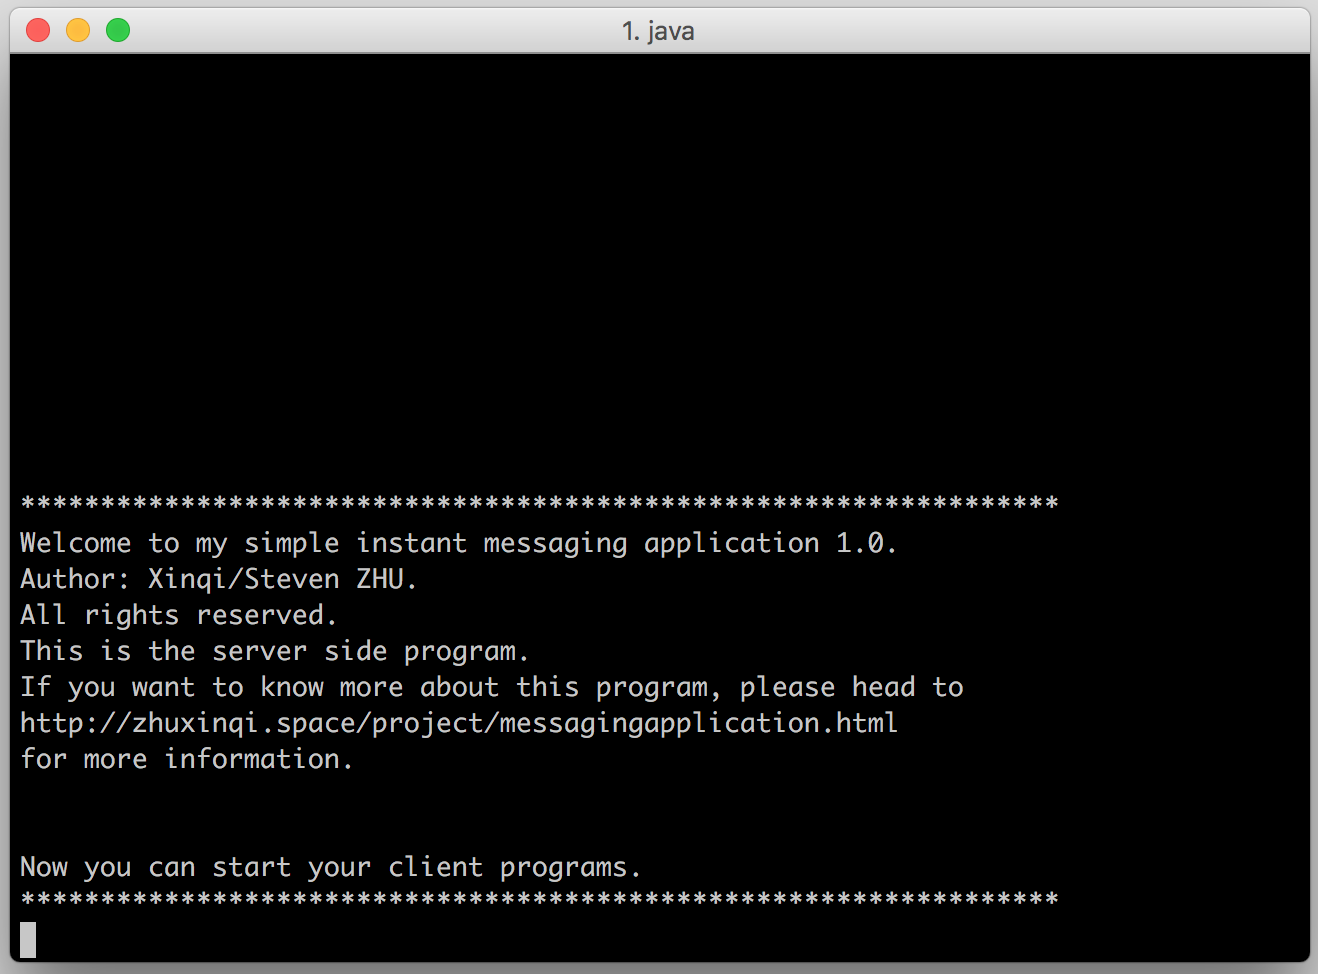 1. java
*****************************************************************
Welcome to my simple instant messaging application 1.0.
Author: Xinqi/Steven ZHU.
All rights reserved.
This is the server side program.
If you want to know more about this program, please head to
http://zhuxinqi.space/project/messagingapplication.html
for more information.
Now you can start your client programs.
*****************************************************************